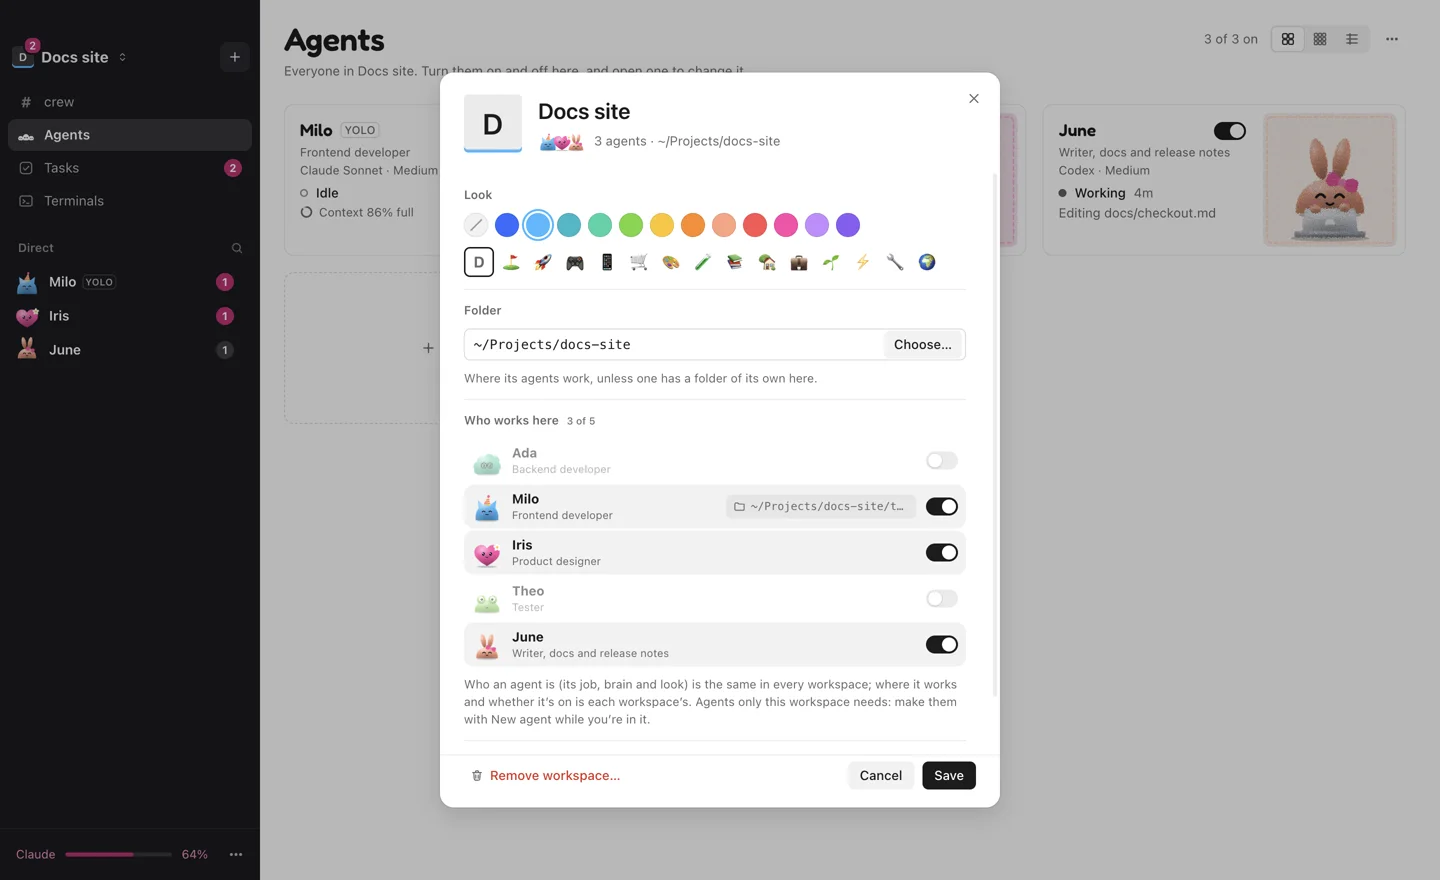 2
D
Docs site
+
# crew
Agents
Tasks
2
Terminals
Direct
Milo YOLO
1
Iris
1
June
1
Claude
64%
Agents
Everyone in Docs site. Turn them on and off here, and open one to change it.
3 of 3 on
Milo YOLO
Frontend developer
Claude Sonnet · Medium
Idle
Context 86% full
June
Writer, docs and release notes
Codex · Medium
Working 4m
Editing docs/checkout.md
+
D
Docs site
3 agents · ~/Projects/docs-site
Look
D
Folder
~/Projects/docs-site
Choose...
Where its agents work, unless one has a folder of its own here.
Who works here 3 of 5
Ada
Backend developer
Milo
Frontend developer
~/Projects/docs-site/t…
Iris
Product designer
Theo
Tester
June
Writer, docs and release notes
Who an agent is (its job, brain and look) is the same in every workspace; where it works
and whether it’s on is each workspace’s. Agents only this workspace needs: make them
with New agent while you’re in it.
Remove workspace...
Cancel
Save